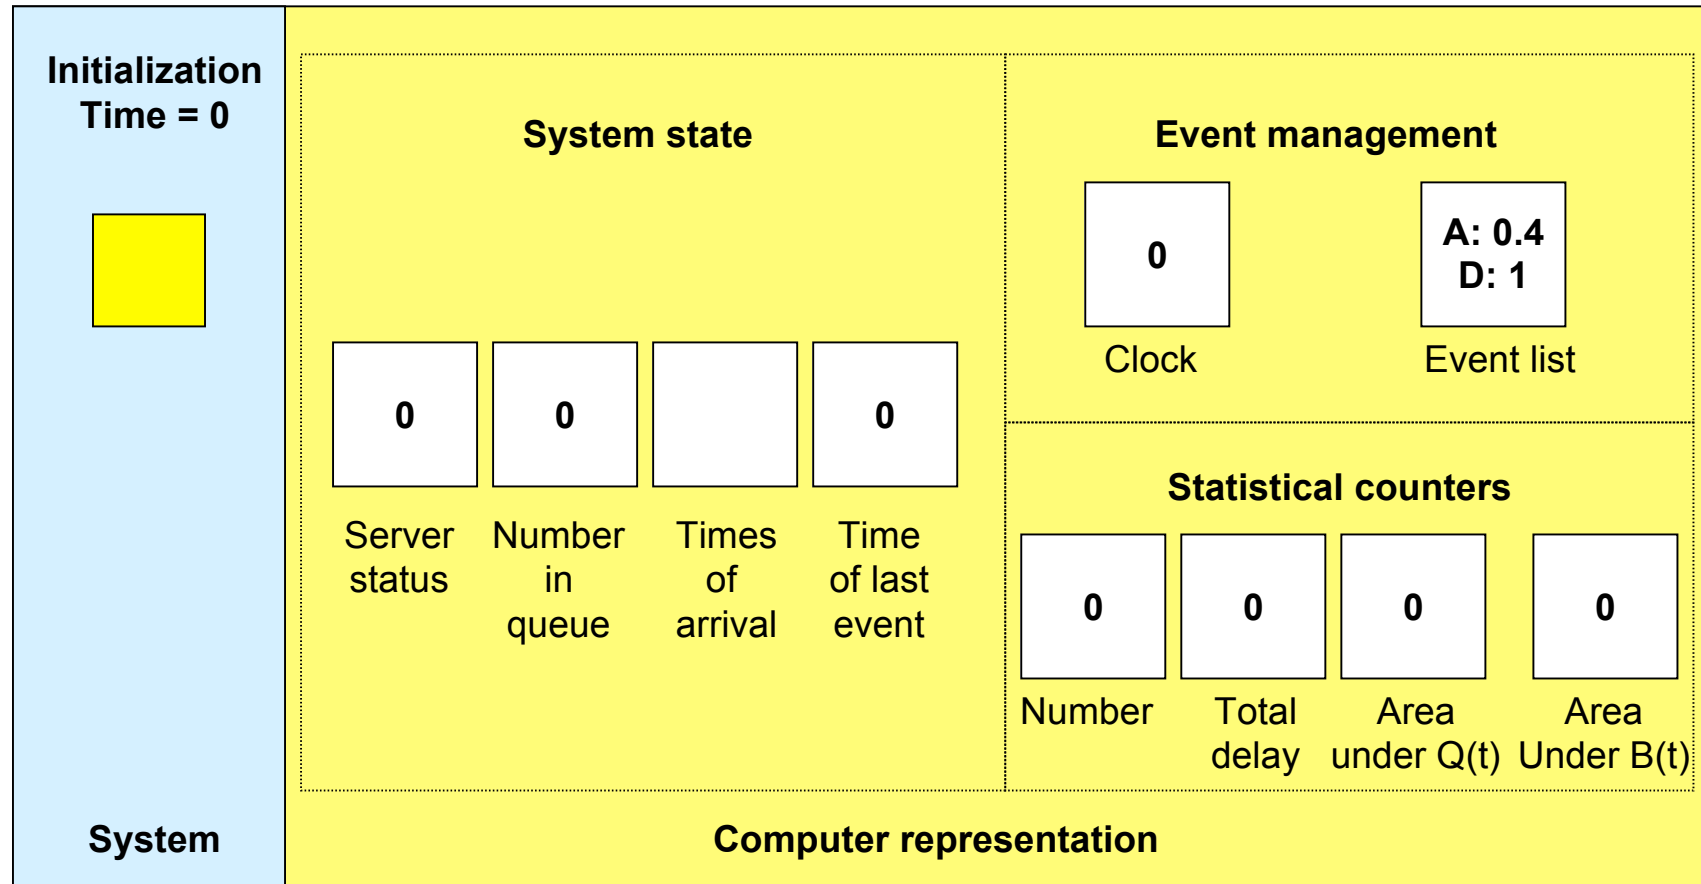 Initialization
Time = 0
System
System state
0
0
0
Server
status
Number
in
queue
Times
of
arrival
Time
of last
event
Event management
0
Clock
A: 0.4
D: 1
Event list
Statistical counters
0
0
0
0
Number
Total
delay
Area
under Q(t)
Area
Under B(t)
Computer representation